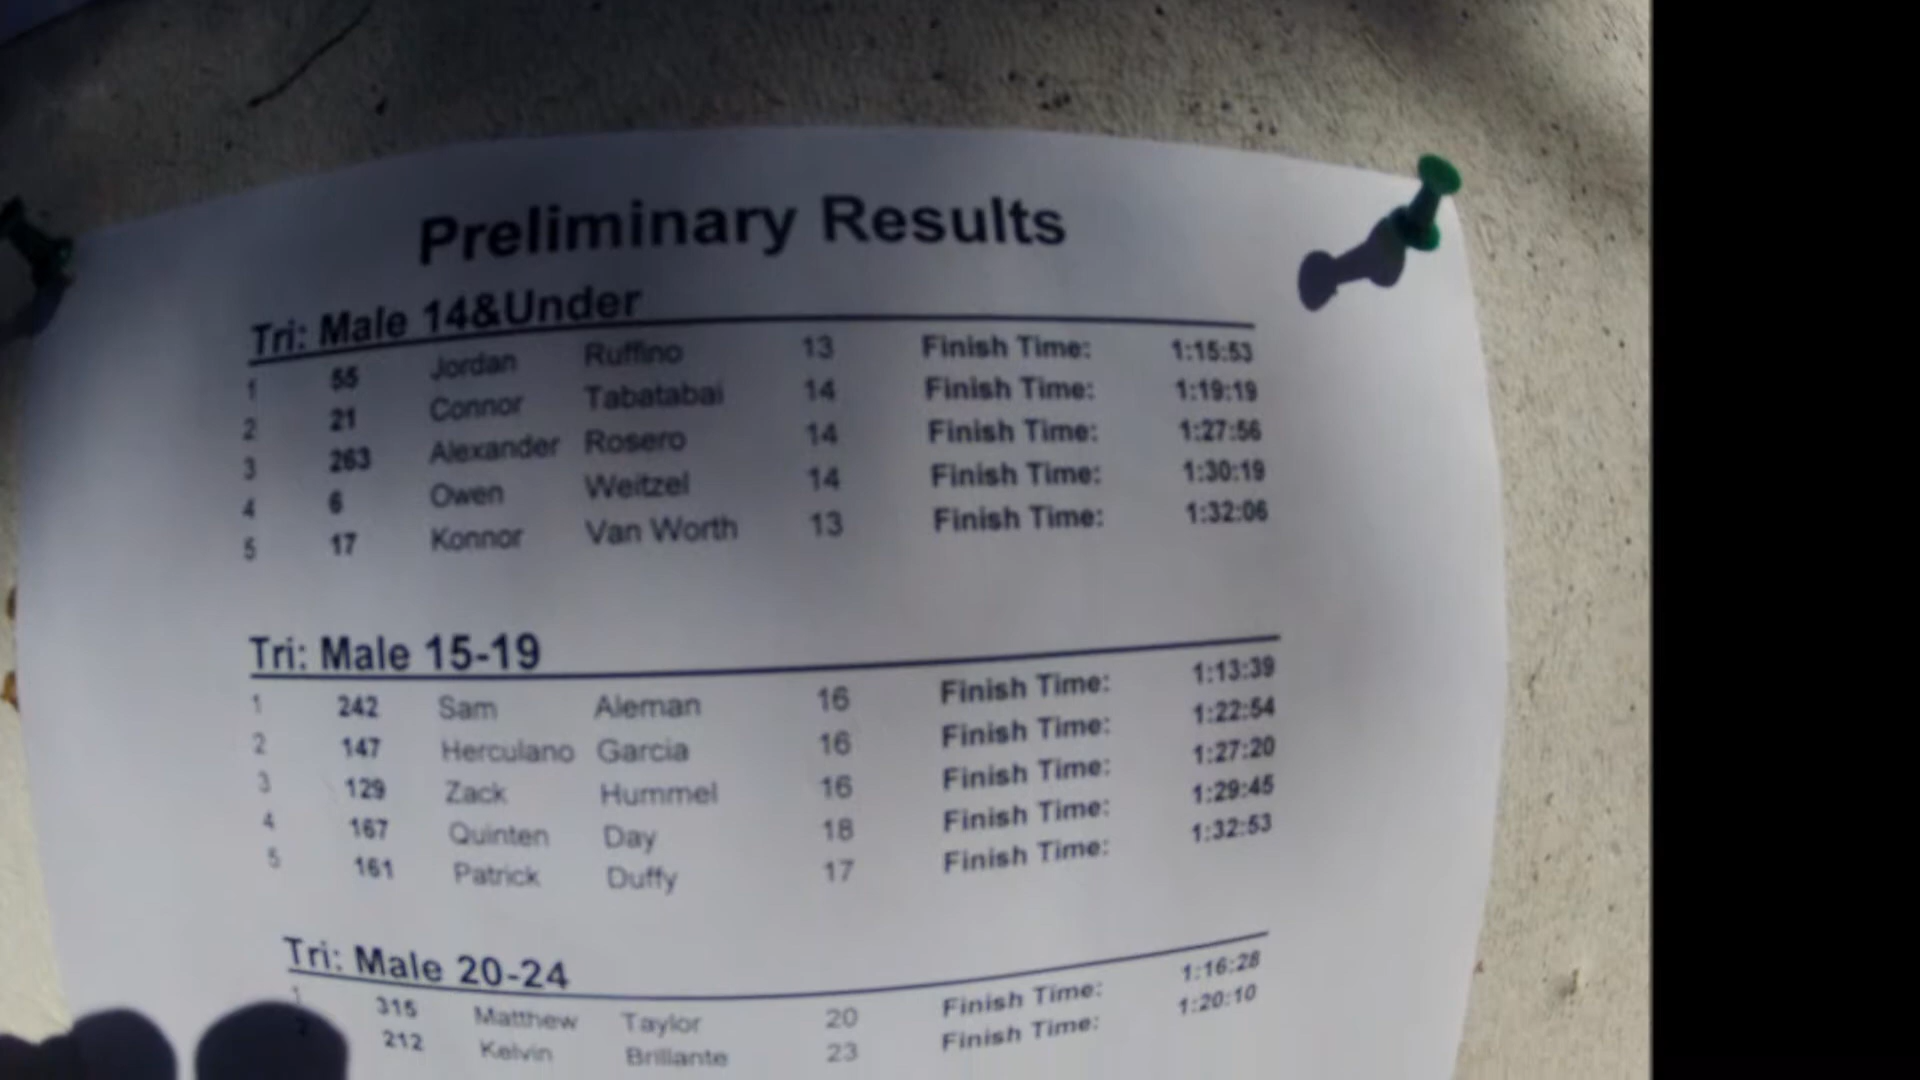 Preliminary Results
Tri: Male 14&Under
1 55 Jordan Ruffino 13 Finish Time: 1:15:53
2 21 Connor Tabatabai 14 Finish Time: 1:19:19
3 263 Alexander Rosero 14 Finish Time: 1:27:56
4 6 Owen Weitzel 14 Finish Time: 1:30:19
5 17 Konnor Van Worth 13 Finish Time: 1:32:06
Tri: Male 15-19
1 242 Sam Aleman 16 Finish Time: 1:13:39
2 147 Herculano Garcia 16 Finish Time: 1:22:54
3 129 Zack Hummel 16 Finish Time: 1:27:20
4 167 Quinten Day 18 Finish Time: 1:29:45
5 161 Patrick Duffy 17 Finish Time: 1:32:53
Tri: Male 20-24
1 315 Matthew Taylor 20 Finish Time: 1:16:28
2 212 Kelvin Brillante 23 Finish Time: 1:20:10